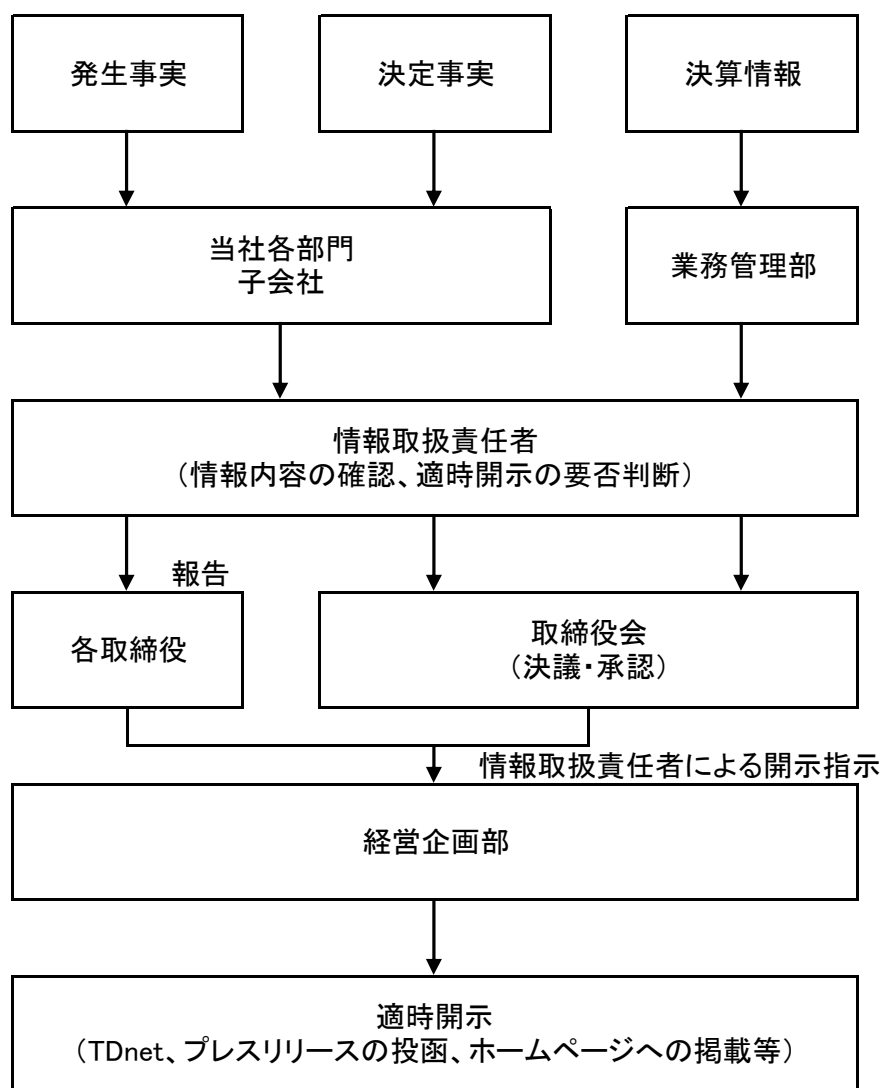 発生事実
決定事実
決算情報
当社各部門
子会社
業務管理部
情報取扱責任者
（情報内容の確認、適時開示の要否判断）
報告
各取締役
取締役会
（決議・承認）
情報取扱責任者による開示指示
経営企画部
適時開示
（TDnet、プレスリリースの投函、ホームページへの掲載等）